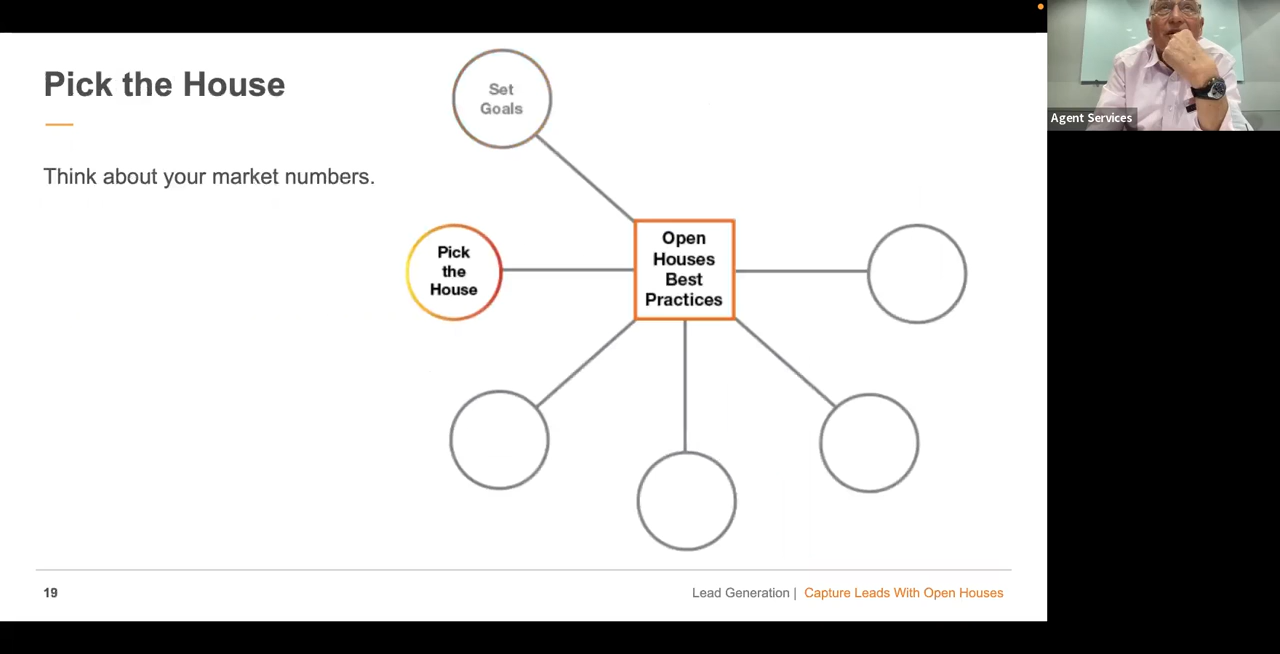 Pick the House
Think about your market numbers.
Set
Goals
Pick
the
House
Open
Houses
Best
Practices
19
Lead Generation | Capture Leads With Open Houses
Agent Services